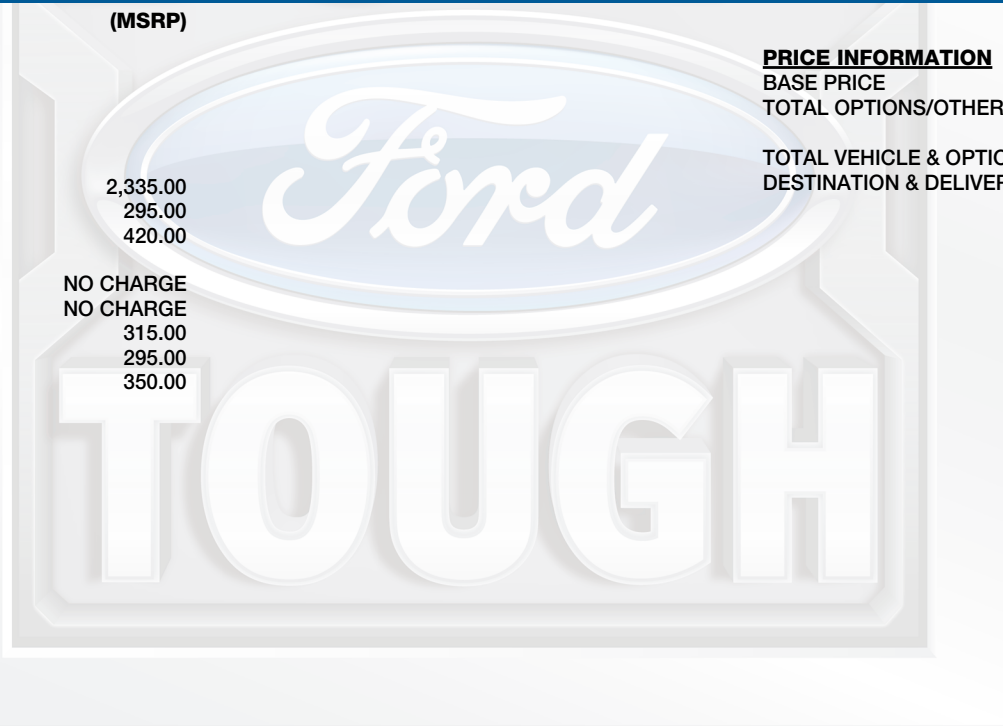 (MSRP)
PRICE INFORMATION
BASE PRICE
TOTAL OPTIONS/OTHER
TOTAL VEHICLE & OPTIO
DESTINATION & DELIVER
2,335.00
295.00
420.00
NO CHARGE
NO CHARGE
315.00
295.00
350.00
Ford
TOUGH